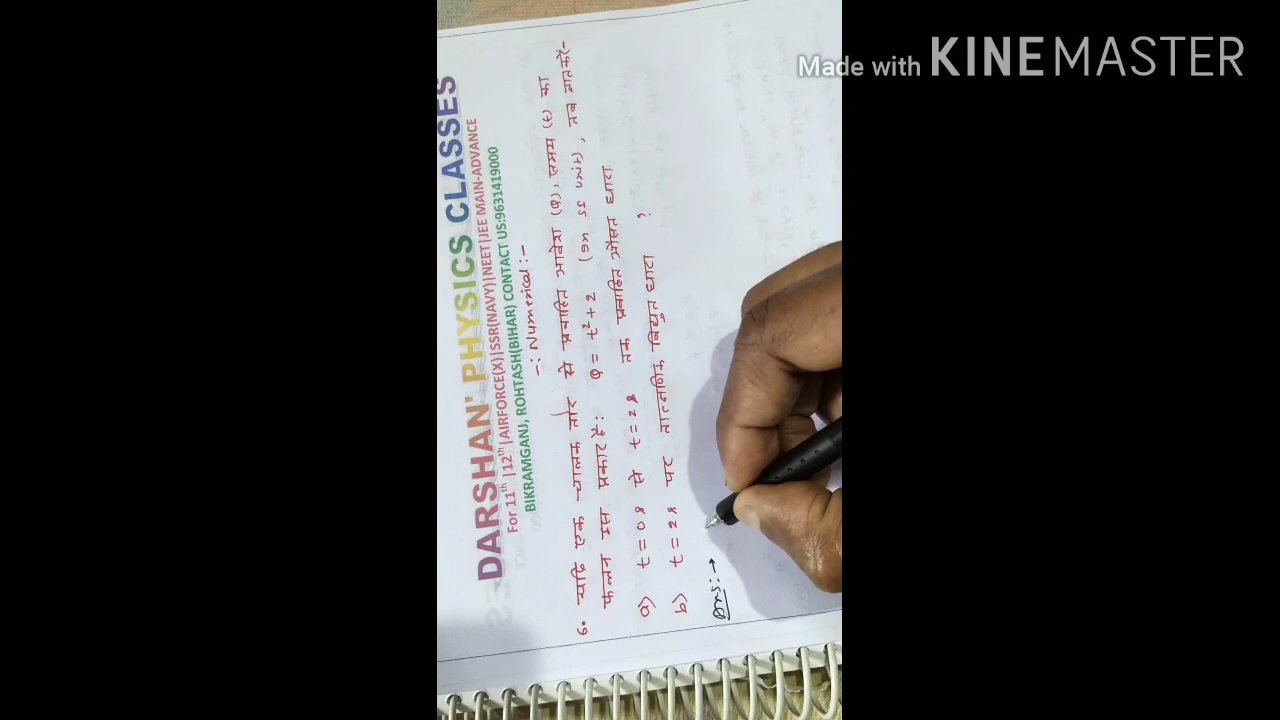 Made with KINEMASTER
DARSHAN' PHYSICS CLASSES
For 11th |12th |AIRFORCE(X)|SSR(NAVY)|NEET|JEE MAIN-ADVANCE
BIKRAMGANJ, ROHTASH(BIHAR) CONTACT US:9631419000
-: Numerical:-
6. यदि एक चालक तार से प्रवाहित आवेश (Q), समय (t) का
फलन इस प्रकार हैं: Q = t²+2 (In SI Unit), तब ज्ञात करें-
a) t=0s से t=2s तक प्रवाहित औसत धारा
b) t=2s पर तात्क्षणिक विद्युत धारा ?
Ans:→